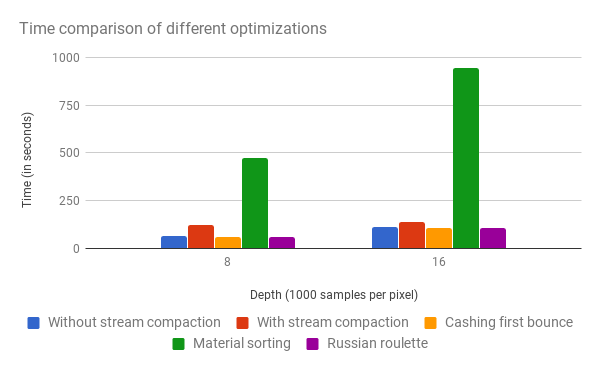 Time comparison of different optimizations
1000
750
500
250
0
Time (in seconds)
8
16
Depth (1000 samples per pixel)
Without stream compaction
With stream compaction
Cashing first bounce
Material sorting
Russian roulette